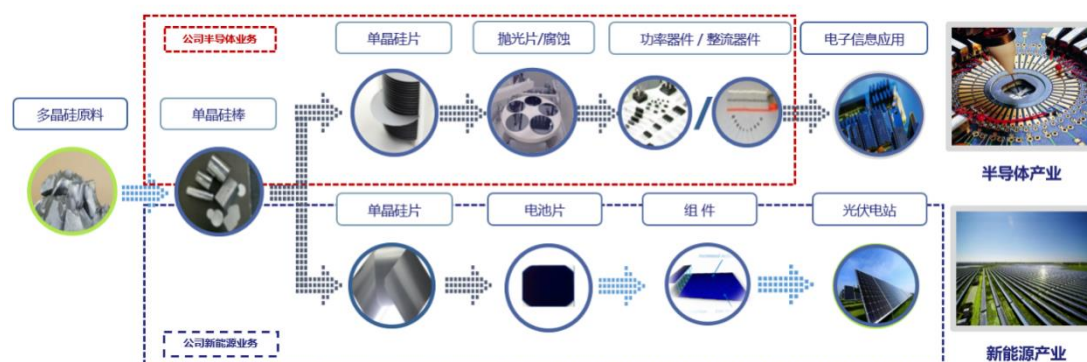 公司半导体业务
单晶硅片
抛光片/腐蚀
功率器件 / 整流器件
电子信息应用
多晶硅原料
单晶硅棒
半导体产业
单晶硅片
电池片
组 件
光伏电站
公司新能源业务
新能源产业